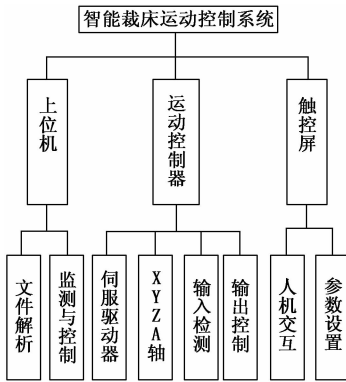 智能裁床运动控制系统
上位机
运动控制器
触控屏
文件解析
监测与控制
伺服驱动器
XYZA轴
输入检测
输出控制
人机交互
参数设置